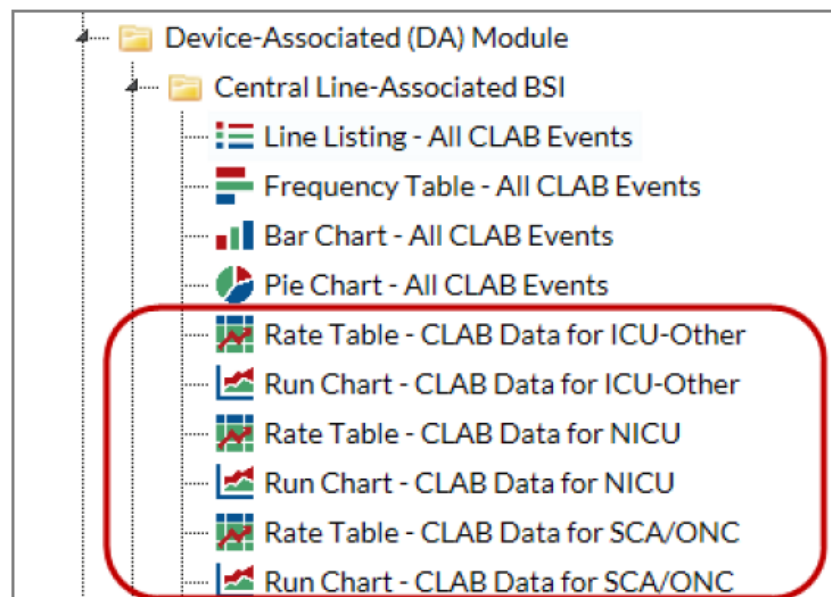 Device-Associated (DA) Module
Central Line-Associated BSI
Line Listing - All CLAB Events
Frequency Table - All CLAB Events
Bar Chart - All CLAB Events
Pie Chart - All CLAB Events
Rate Table - CLAB Data for ICU-Other
Run Chart - CLAB Data for ICU-Other
Rate Table - CLAB Data for NICU
Run Chart - CLAB Data for NICU
Rate Table - CLAB Data for SCA/ONC
Run Chart - CLAB Data for SCA/ONC